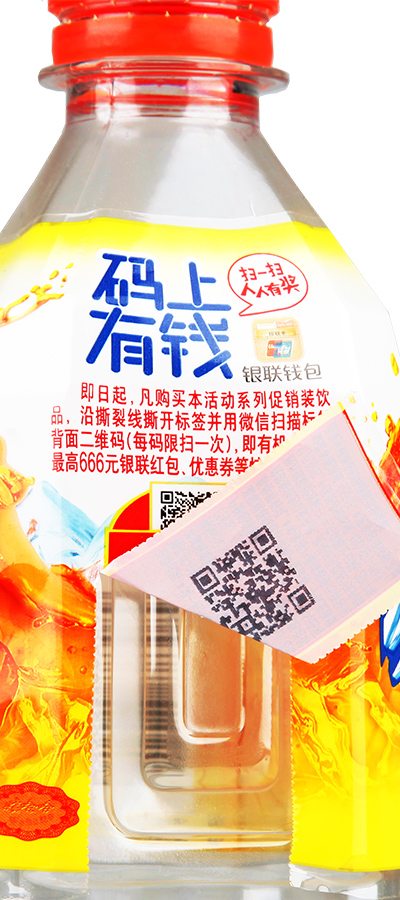 码上
有钱
扫一扫
人人有奖
银联钱包
即日起，凡购买本活动系列促销装饮
品，沿撕裂线撕开标签并用微信扫描标
背面二维码(每码限扫一次)，即有机
最高666元银联红包、优惠券等